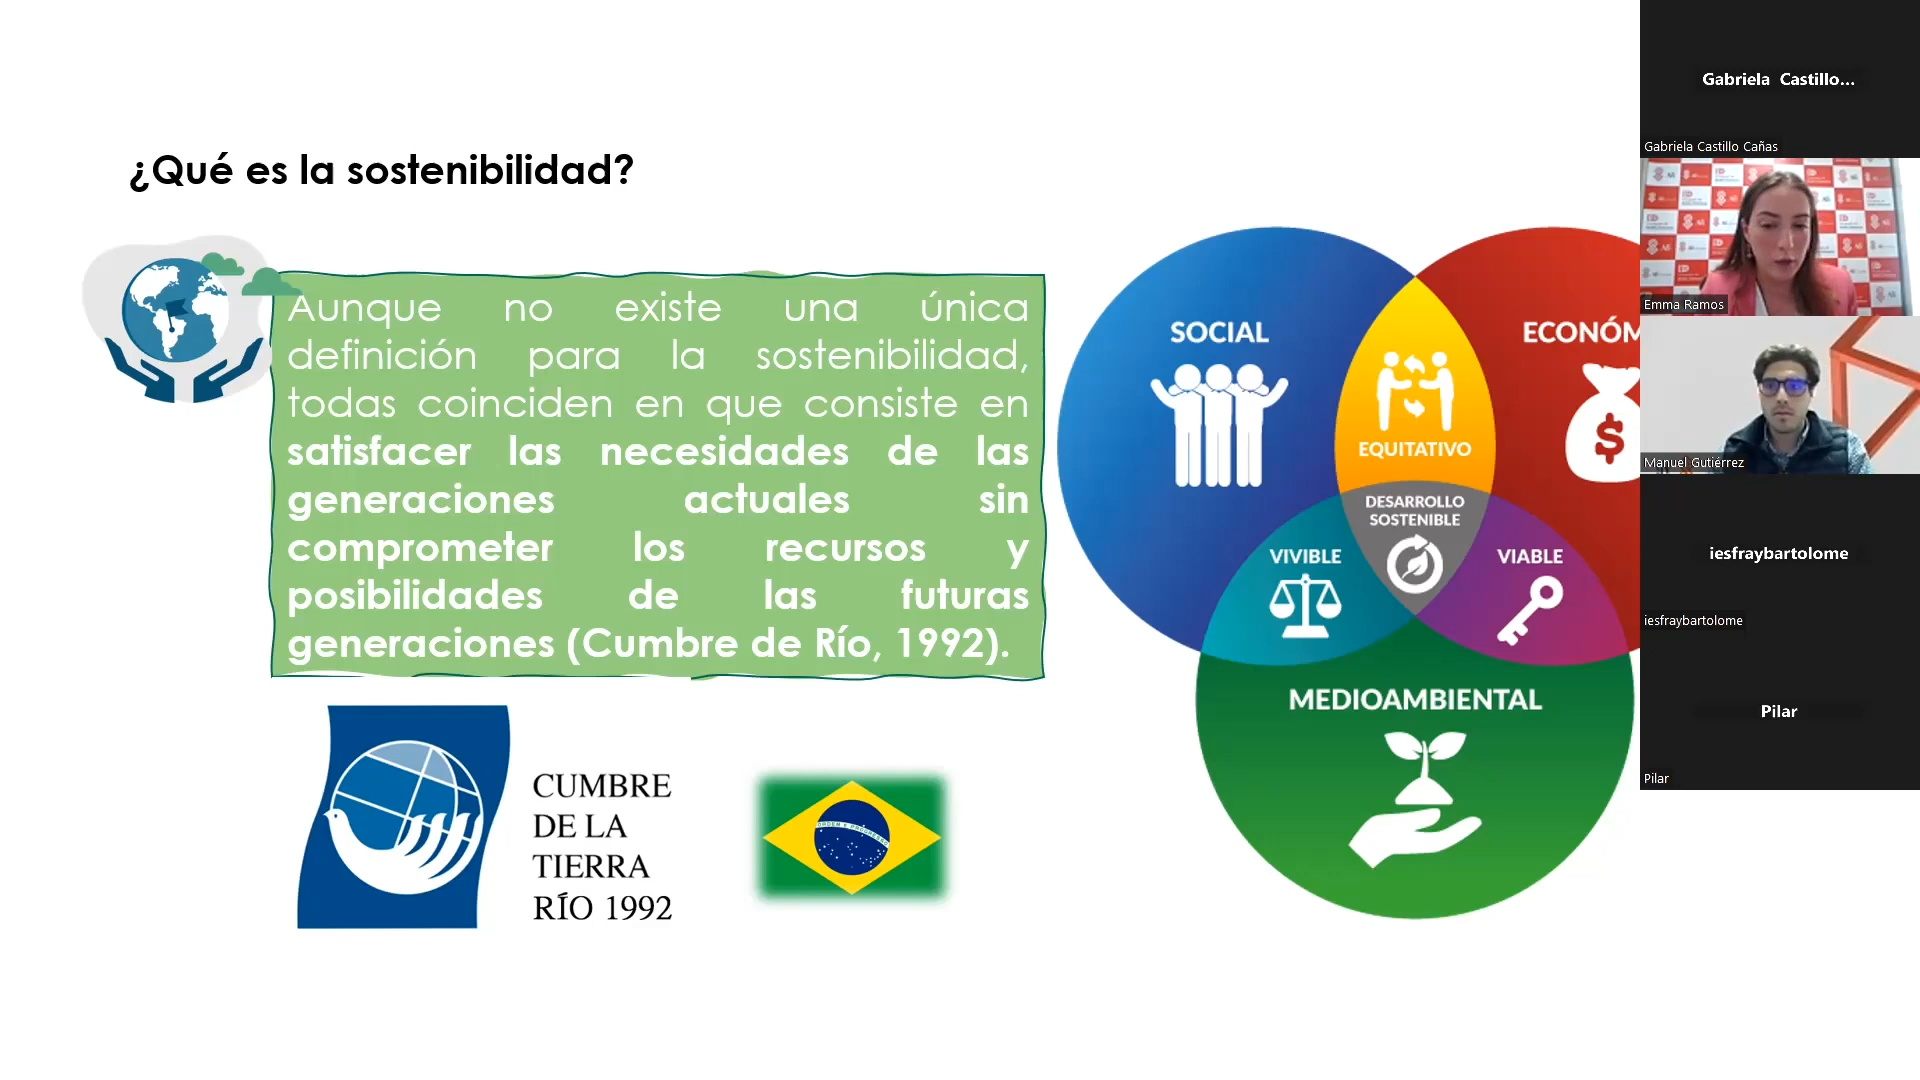 ¿Qué es la sostenibilidad?
Aunque no existe una única
definición para la sostenibilidad,
todas coinciden en que consiste en
satisfacer las necesidades de las
generaciones actuales sin
comprometer los recursos y
posibilidades de las futuras
generaciones (Cumbre de Río, 1992).
CUMBRE
DE LA
TIERRA
RÍO 1992
SOCIAL
ECONÓM
EQUITATIVO
DESARROLLO
SOSTENIBLE
VIVIBLE
VIABLE
MEDIOAMBIENTAL
Gabriela Castillo...
Gabriela Castillo Cañas
Emma Ramos
Manuel Gutiérrez
iesfraybartolome
iesfraybartolome
Pilar
Pilar